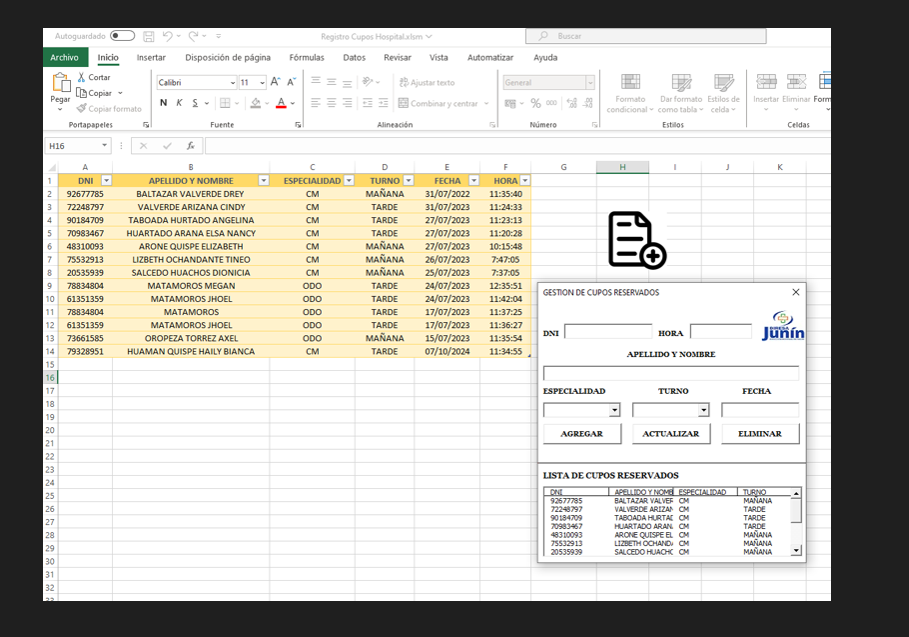 Autoguardado Registro Cupos Hospital.xlsm Buscar
Archivo Inicio Insertar Disposición de página Fórmulas Datos Revisar Vista Automatizar Ayuda
Pegar Cortar Copiar Copiar formato
Calibri 11 A A
N K S A
Ajustar texto
Combinar y centrar
General
% 000
Formato condicional Dar formato como tabla Estilos de celda
Insertar Eliminar Form
Portapapeles Fuente Alineación Número Estilos Celdas
H16 fx
A B C D E F G H I J K
1 DNI APELLIDO Y NOMBRE ESPECIALIDAD TURNO FECHA HORA
2 92677785 BALTAZAR VALVERDE DREY CM MAÑANA 31/07/2022 11:35:40
3 72248797 VALVERDE ARIZANA CINDY CM TARDE 31/07/2023 11:24:33
4 90184709 TABOADA HURTADO ANGELINA CM TARDE 27/07/2023 11:23:13
5 70983467 HUARTADO ARANA ELSA NANCY CM TARDE 27/07/2023 11:20:28
6 48310093 ARONE QUISPE ELIZABETH CM MAÑANA 27/07/2023 10:15:48
7 75532913 LIZBETH OCHANDANTE TINEO CM MAÑANA 26/07/2023 7:47:05
8 20535939 SALCEDO HUACHOS DIONICIA CM MAÑANA 25/07/2023 7:37:05
9 78834804 MATAMOROS MEGAN ODO TARDE 24/07/2023 12:35:51
10 61351359 MATAMOROS JHOEL ODO TARDE 24/07/2023 11:42:04
11 78834804 MATAMOROS ODO TARDE 17/07/2023 11:37:25
12 61351359 MATAMOROS JHOEL ODO TARDE 17/07/2023 11:36:27
13 73661585 OROPEZA TORREZ AXEL ODO MAÑANA 15/07/2023 11:35:54
14 79328951 HUAMAN QUISPE HAILY BIANCA CM TARDE 07/10/2024 11:34:55
15
16
17
18
19
20
21
22
23
24
25
26
27
28
29
30
31
32
33
GESTION DE CUPOS RESERVADOS
DIRESA
Junín
DNI HORA
APELLIDO Y NOMBRE
ESPECIALIDAD TURNO FECHA
AGREGAR ACTUALIZAR ELIMINAR
LISTA DE CUPOS RESERVADOS
DNI APELLIDO Y NOMB ESPECIALIDAD TURNO
92677785 BALTAZAR VALVER CM MAÑANA
72248797 VALVERDE ARIZAN CM TARDE
90184709 TABOADA HURTAD CM TARDE
70983467 HUARTADO ARAN CM TARDE
48310093 ARONE QUISPE EL CM MAÑANA
75532913 LIZBETH OCHAND CM MAÑANA
20535939 SALCEDO HUACHO CM MAÑANA